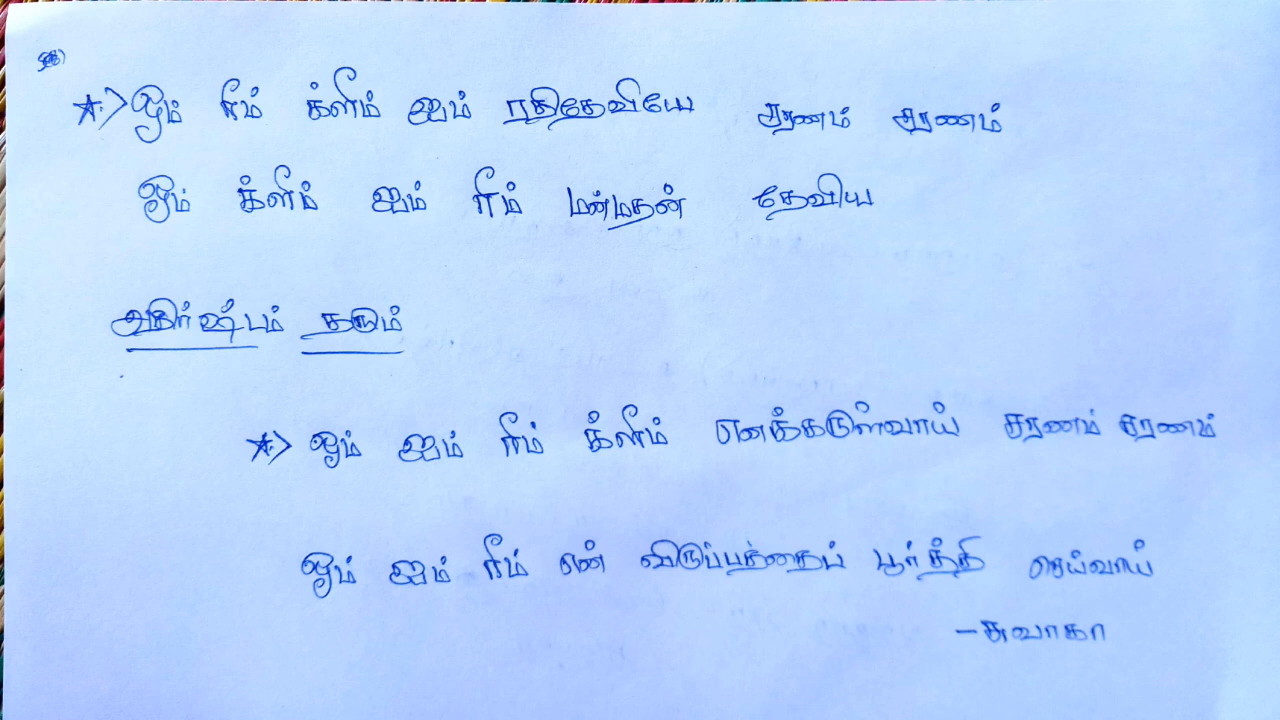 *> ஓம் ரீம் க்லீம் ஐம் ரதிதேவியே சரணம் சரணம்
ஓம் க்லீம் ஐம் ரீம் மன்மதன் தேவிய
அதிர்ஷ்டம் தரும்
*> ஓம் ஐம் ரீம் க்லீம் எனக்கருள்வாய் சரணம் சரணம்
ஓம் ஐம் ரீம் என் விருப்பத்தைப் பூர்த்தி செய்வாய்
- சுவாகா